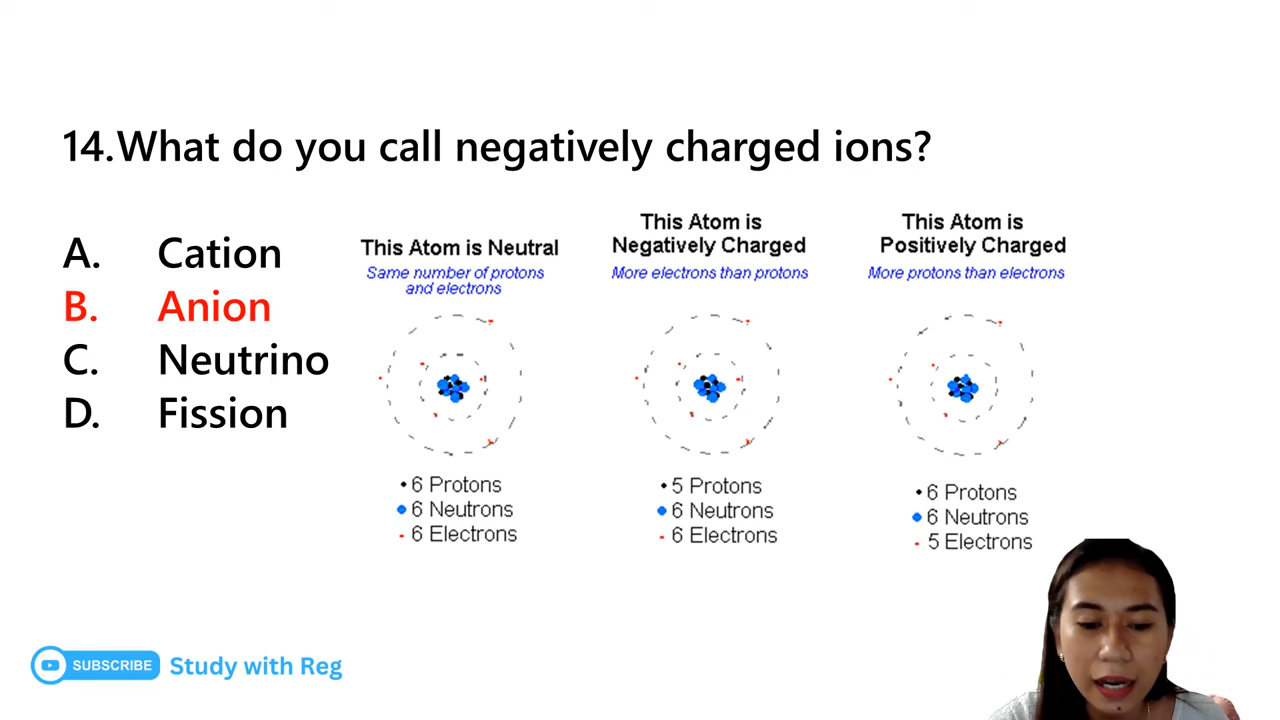 14.What do you call negatively charged ions?
A. Cation
B. Anion
C. Neutrino
D. Fission
This Atom is Neutral
Same number of protons
and electrons
•6 Protons
•6 Neutrons
-6 Electrons
This Atom is
Negatively Charged
More electrons than protons
•5 Protons
•6 Neutrons
-6 Electrons
This Atom is
Positively Charged
More protons than electrons
•6 Protons
•6 Neutrons
-5 Electrons
SUBSCRIBE Study with Reg